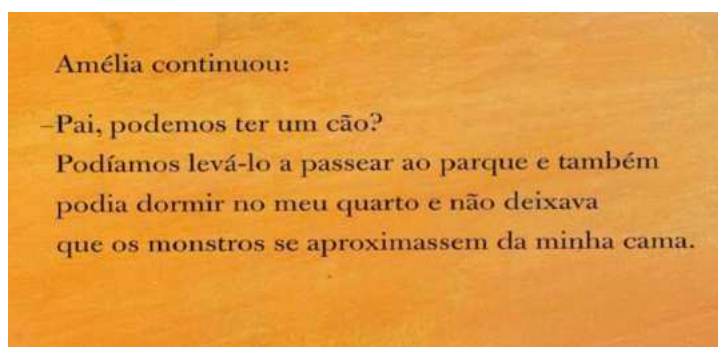 Amélia continuou:
–Pai, podemos ter um cão?
Podíamos levá-lo a passear ao parque e também
podia dormir no meu quarto e não deixava
que os monstros se aproximassem da minha cama.